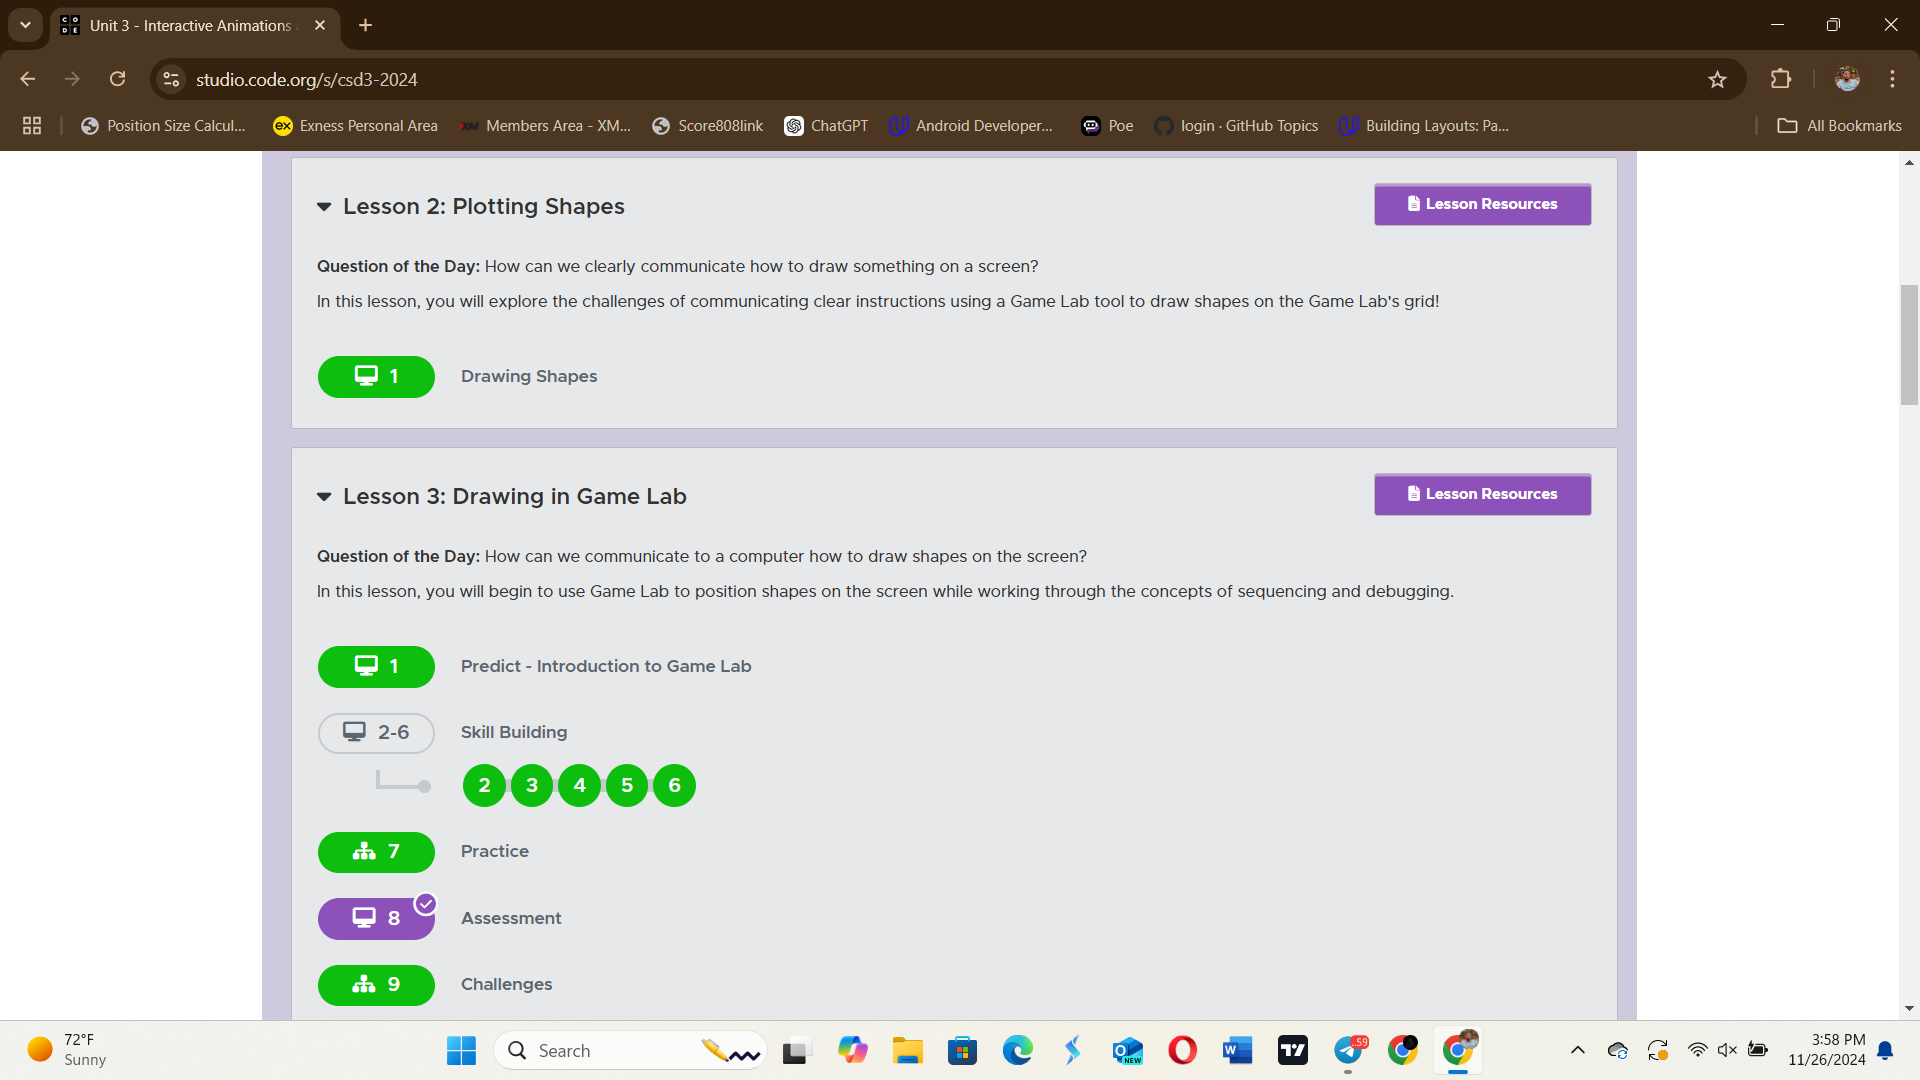 CODE
Unit 3 - Interactive Animations
studio.code.org/s/csd3-2024
Position Size Calcul...
ex
Exness Personal Area
XM
Members Area - XM...
Score808link
ChatGPT
Android Developer...
Poe
login · GitHub Topics
Building Layouts: Pa...
All Bookmarks
Lesson 2: Plotting Shapes
Lesson Resources
Question of the Day: How can we clearly communicate how to draw something on a screen?
In this lesson, you will explore the challenges of communicating clear instructions using a Game Lab tool to draw shapes on the Game Lab's grid!
1
Drawing Shapes
Lesson 3: Drawing in Game Lab
Lesson Resources
Question of the Day: How can we communicate to a computer how to draw shapes on the screen?
In this lesson, you will begin to use Game Lab to position shapes on the screen while working through the concepts of sequencing and debugging.
1
Predict - Introduction to Game Lab
2-6
Skill Building
2 3 4 5 6
7
Practice
8
Assessment
9
Challenges
72°F
Sunny
Search
NEW
W
59
3:58 PM
11/26/2024